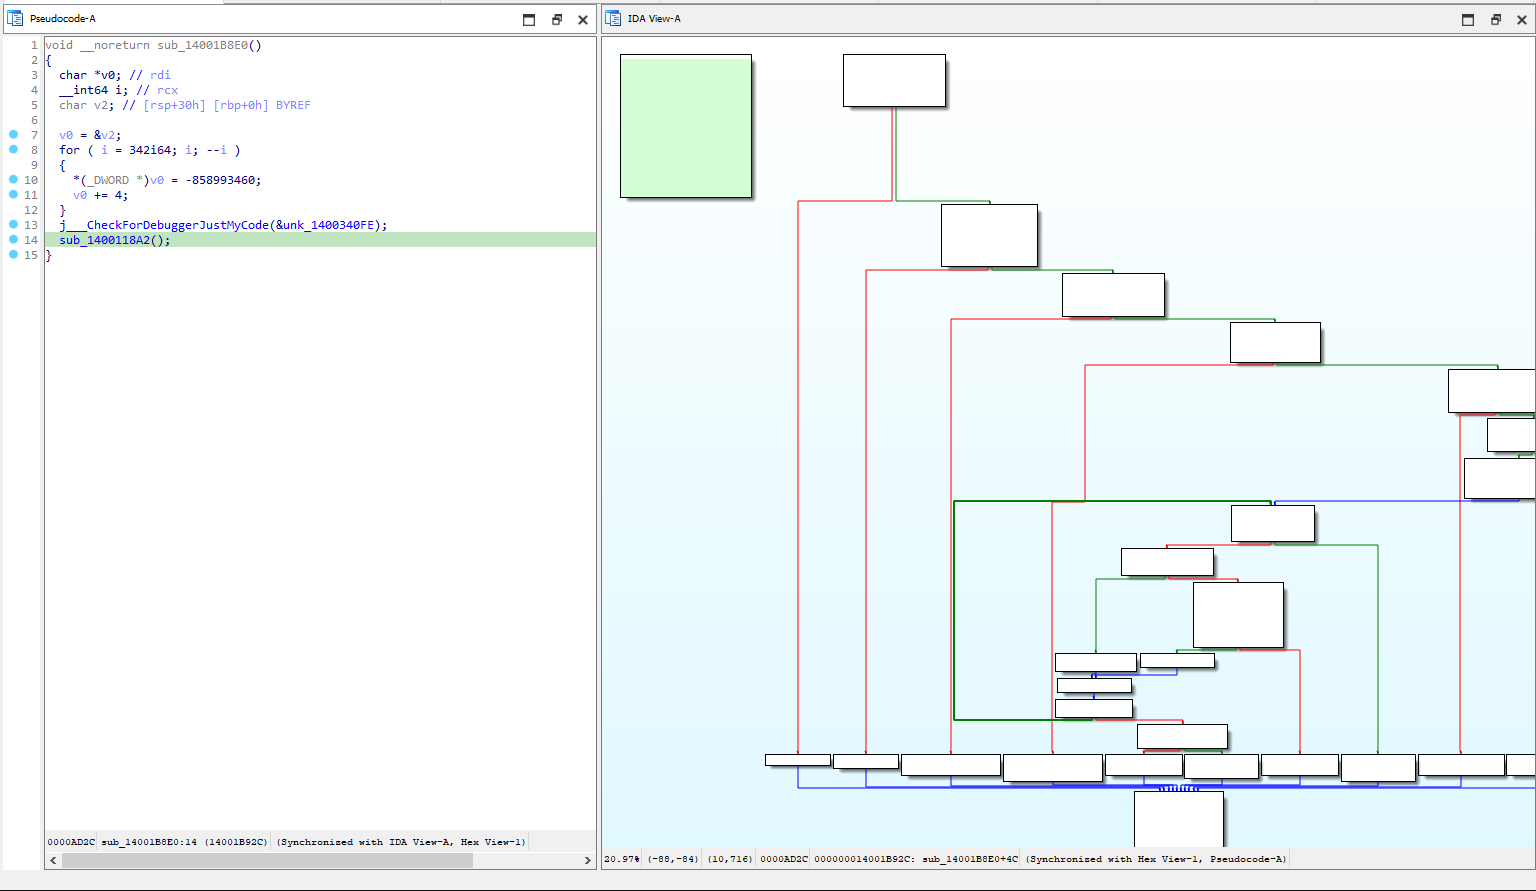 Pseudocode-A
1 void __noreturn sub_14001B8E0()
2 {
3 char *v0; // rdi
4 __int64 i; // rcx
5 char v2; // [rsp+30h] [rbp+0h] BYREF
6
7 v0 = &v2;
8 for ( i = 342i64; i; --i )
9 {
10 *(_DWORD *)v0 = -858993460;
11 v0 += 4;
12 }
13 j___CheckForDebuggerJustMyCode(&unk_1400340FE);
14 sub_1400118A2();
15 }
0000AD2C sub_14001B8E0:14 (14001B92C) (Synchronized with IDA View-A, Hex View-1)
IDA View-A
20.97% (-88,-84) (10,716) 0000AD2C 000000014001B92C: sub_14001B8E0+4C (Synchronized with Hex View-1, Pseudocode-A)